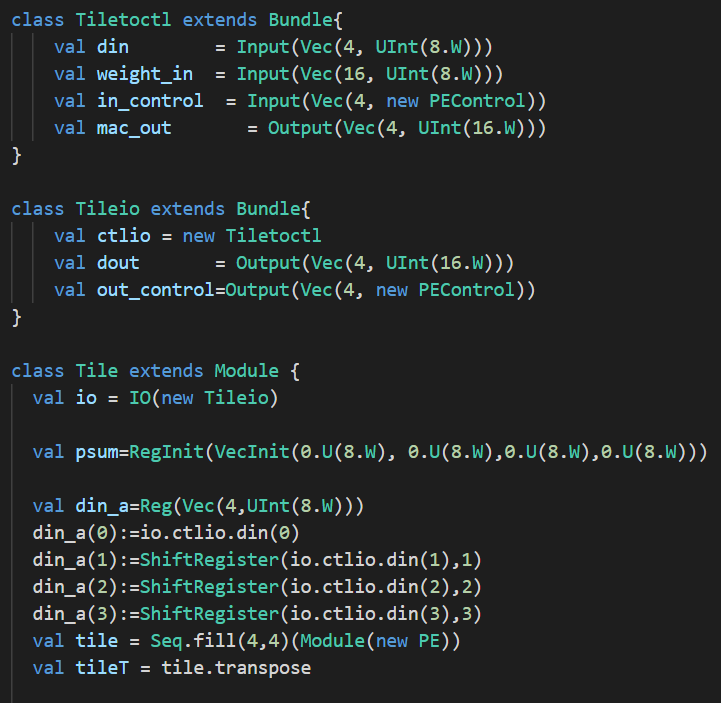 class Tiletoctl extends Bundle{
    val din        = Input(Vec(4, UInt(8.W)))
    val weight_in  = Input(Vec(16, UInt(8.W)))
    val in_control  = Input(Vec(4, new PEControl))
    val mac_out       = Output(Vec(4, UInt(16.W)))
}

class Tileio extends Bundle{
    val ctlio = new Tiletoctl
    val dout       = Output(Vec(4, UInt(16.W)))
    val out_control=Output(Vec(4, new PEControl))
}

class Tile extends Module {
  val io = IO(new Tileio)

  val psum=RegInit(VecInit(0.U(8.W), 0.U(8.W),0.U(8.W),0.U(8.W)))

  val din_a=Reg(Vec(4,UInt(8.W)))
  din_a(0):=io.ctlio.din(0)
  din_a(1):=ShiftRegister(io.ctlio.din(1),1)
  din_a(2):=ShiftRegister(io.ctlio.din(2),2)
  din_a(3):=ShiftRegister(io.ctlio.din(3),3)
  val tile = Seq.fill(4,4)(Module(new PE))
  val tileT = tile.transpose